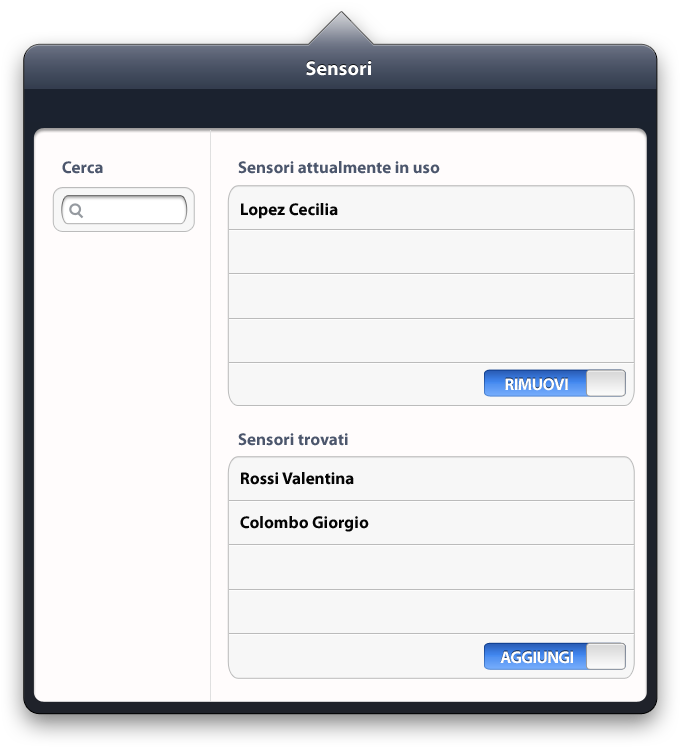 Sensori
Cerca
Sensori attualmente in uso
Lopez Cecilia
RIMUOVI
Sensori trovati
Rossi Valentina
Colombo Giorgio
AGGIUNGI